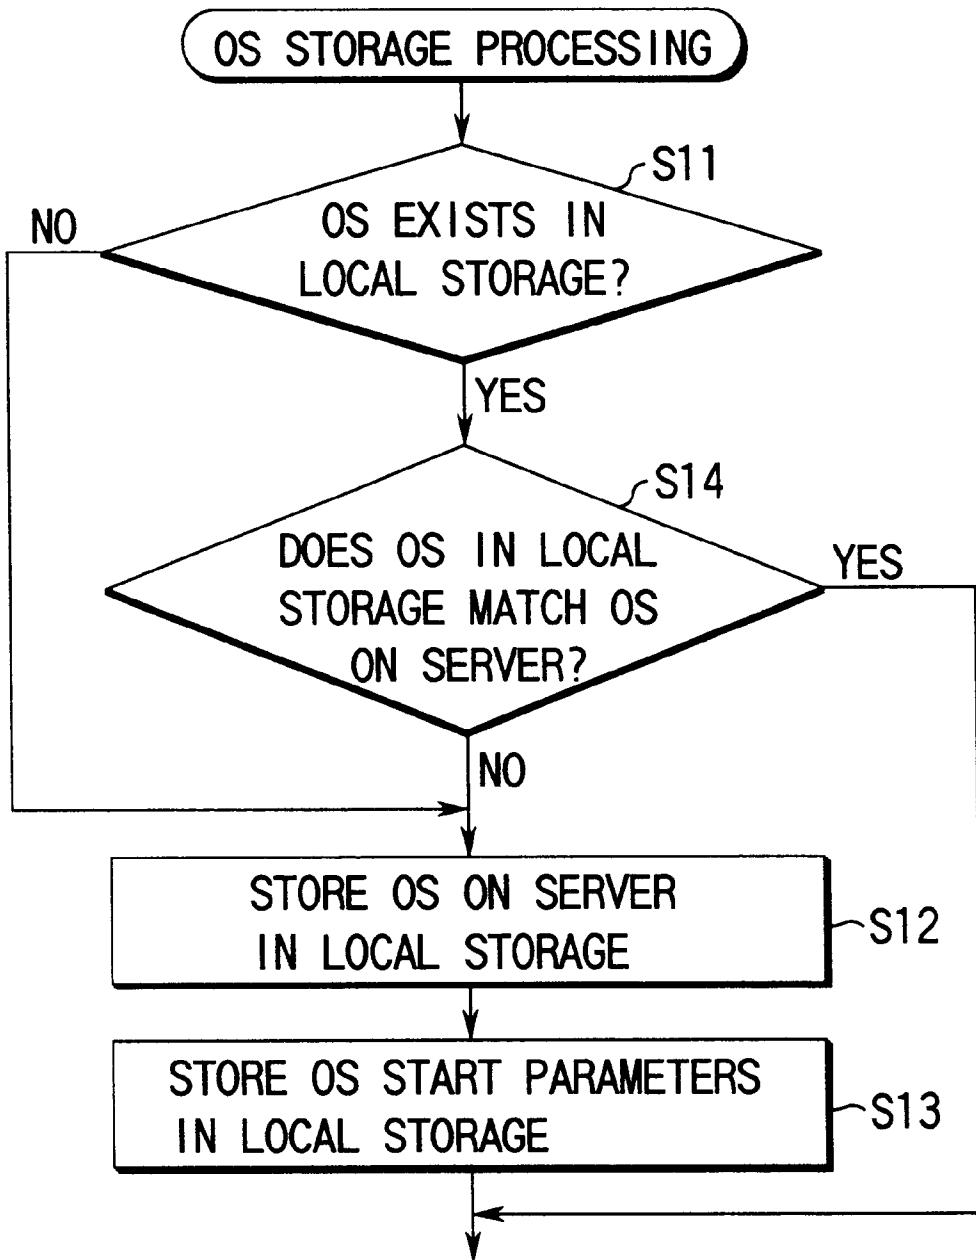 OS STORAGE PROCESSING
S11
NO
OS EXISTS IN
LOCAL STORAGE?
YES
S14
DOES OS IN LOCAL
STORAGE MATCH OS
ON SERVER?
YES
NO
STORE OS ON SERVER
IN LOCAL STORAGE
S12
STORE OS START PARAMETERS
IN LOCAL STORAGE
S13